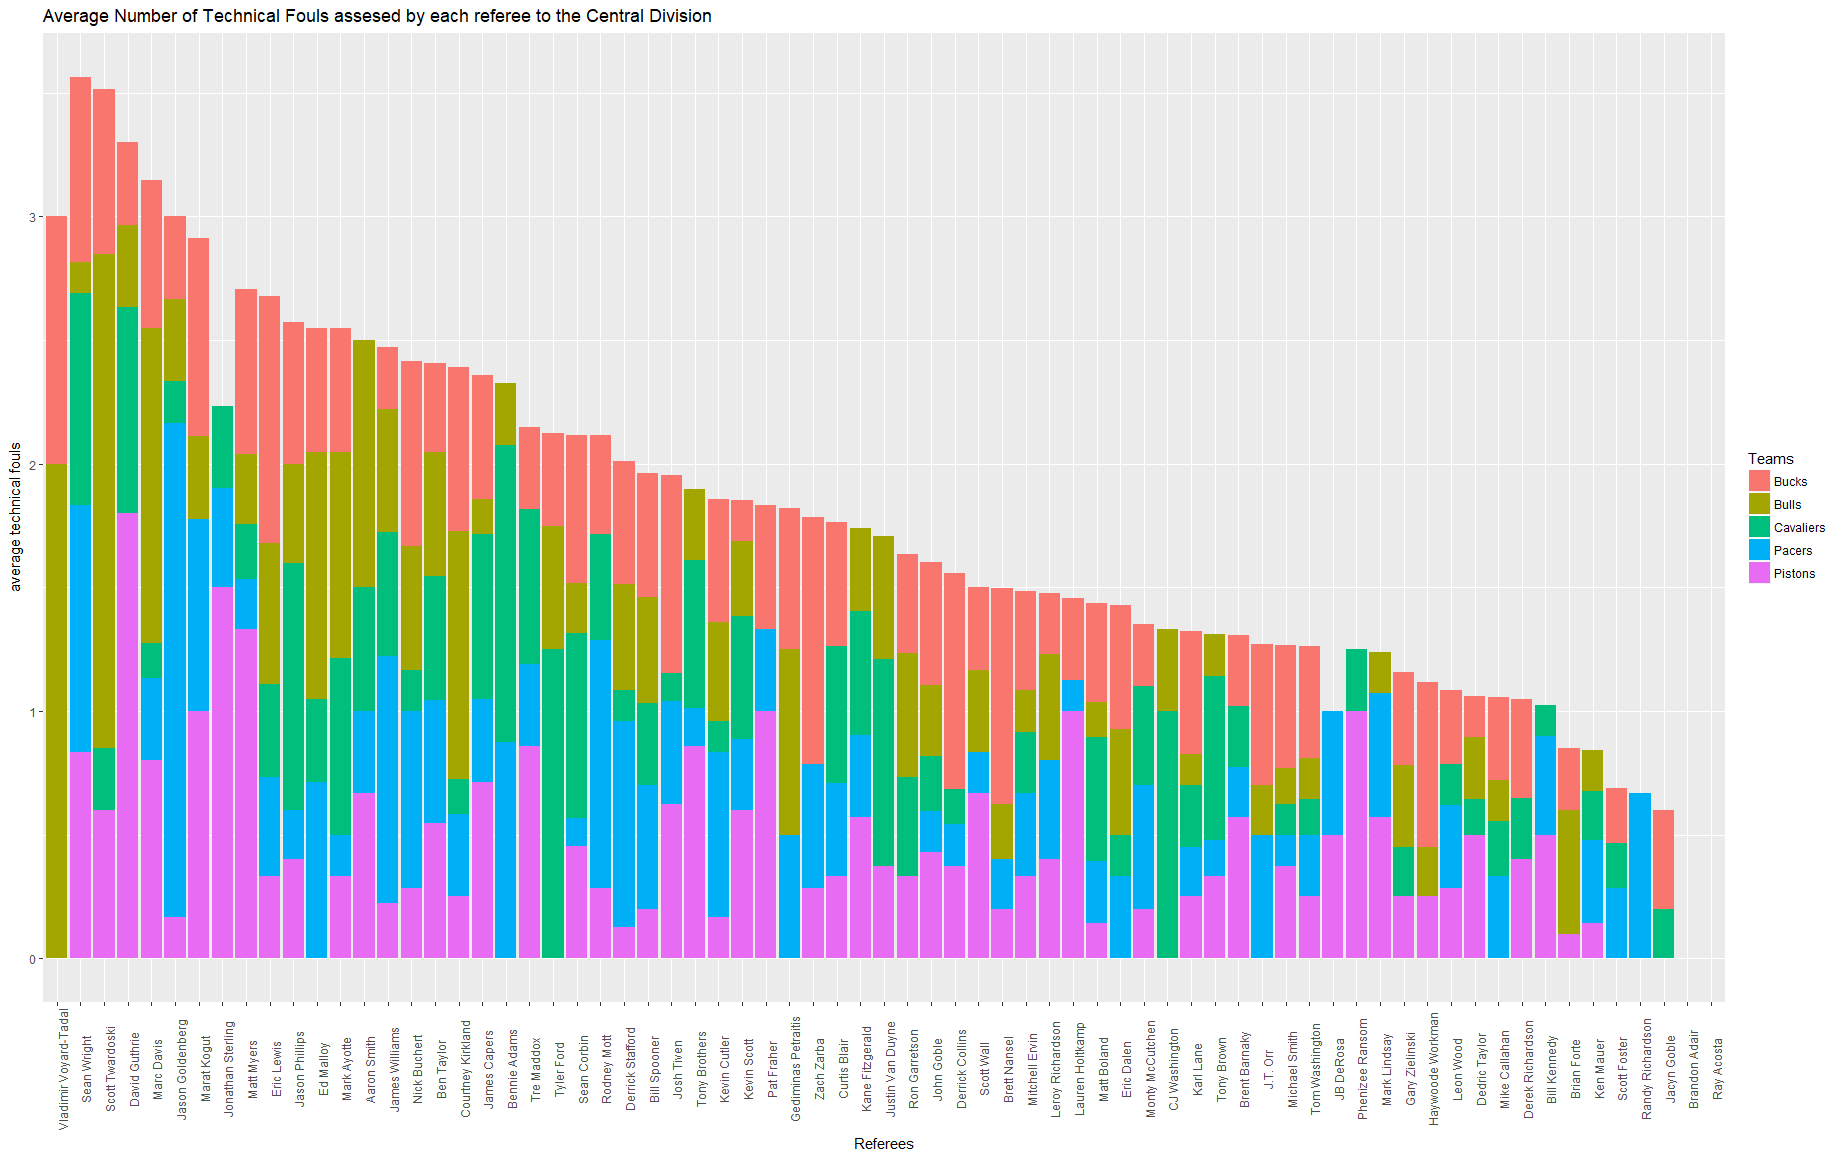 Average Number of Technical Fouls assesed by each referee to the Central Division
average technical fouls
3
2
1
0
Vladimir Voyard-Tadal
Sean Wright
Scott Twardoski
David Guthrie
Marc Davis
Jason Goldenberg
Marat Kogut
Jonathan Sterling
Matt Myers
Eric Lewis
Jason Phillips
Ed Malloy
Mark Ayotte
Aaron Smith
James Williams
Nick Buchert
Ben Taylor
Courtney Kirkland
James Capers
Bennie Adams
Tre Maddox
Tyler Ford
Sean Corbin
Rodney Mott
Derrick Stafford
Bill Spooner
Josh Tiven
Tony Brothers
Kevin Cutler
Kevin Scott
Pat Fraher
Gediminas Petraitis
Zach Zarba
Curtis Blair
Kane Fitzgerald
Justin Van Duyne
Ron Garretson
John Goble
Derrick Collins
Scott Wall
Brett Nansel
Mitchell Ervin
Leroy Richardson
Lauren Holtkamp
Matt Boland
Eric Dalen
Monty McCutchen
CJ Washington
Karl Lane
Tony Brown
Brent Barnaky
J.T. Orr
Michael Smith
Tom Washington
JB DeRosa
Phenizee Ransom
Mark Lindsay
Gary Zielinski
Haywoode Workman
Leon Wood
Dedric Taylor
Mike Callahan
Derek Richardson
Bill Kennedy
Brian Forte
Ken Mauer
Scott Foster
Randy Richardson
Jacyn Goble
Brandon Adair
Ray Acosta
Referees
Teams
Bucks
Bulls
Cavaliers
Pacers
Pistons